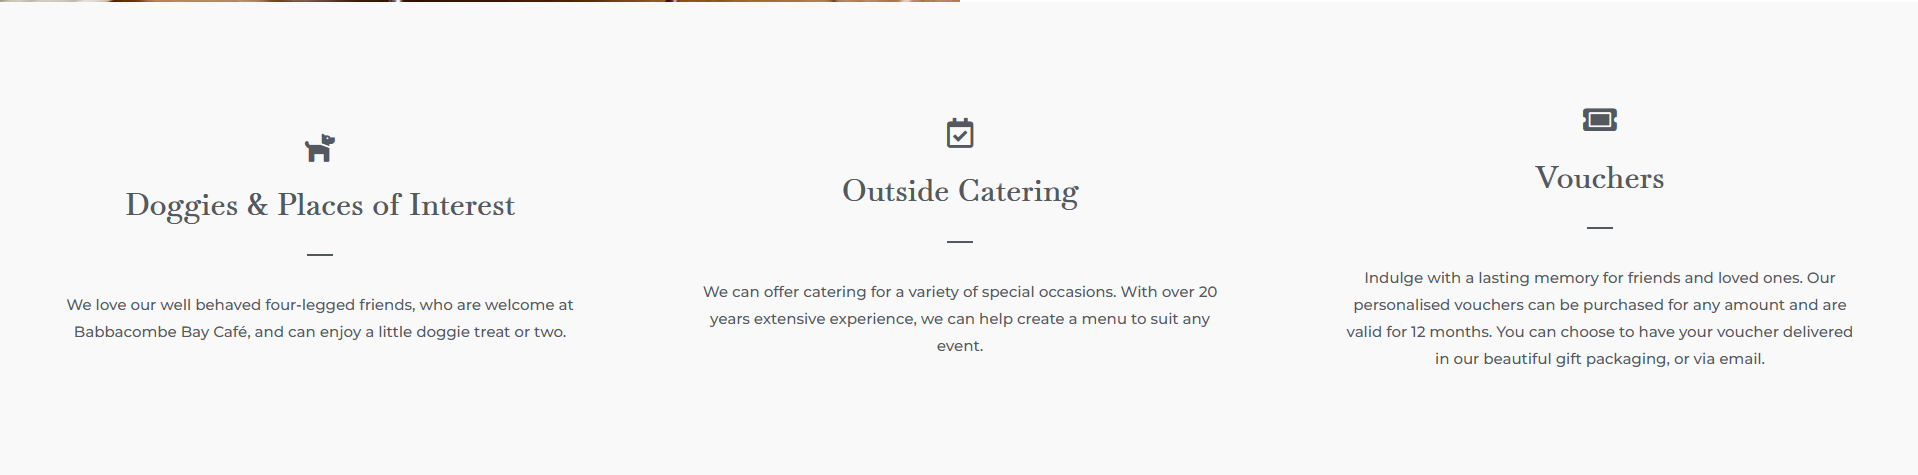 Doggies & Places of Interest
We love our well behaved four-legged friends, who are welcome at
Babbacombe Bay Café, and can enjoy a little doggie treat or two.
Outside Catering
We can offer catering for a variety of special occasions. With over 20
years extensive experience, we can help create a menu to suit any
event.
Vouchers
Indulge with a lasting memory for friends and loved ones. Our
personalised vouchers can be purchased for any amount and are
valid for 12 months. You can choose to have your voucher delivered
in our beautiful gift packaging, or via email.